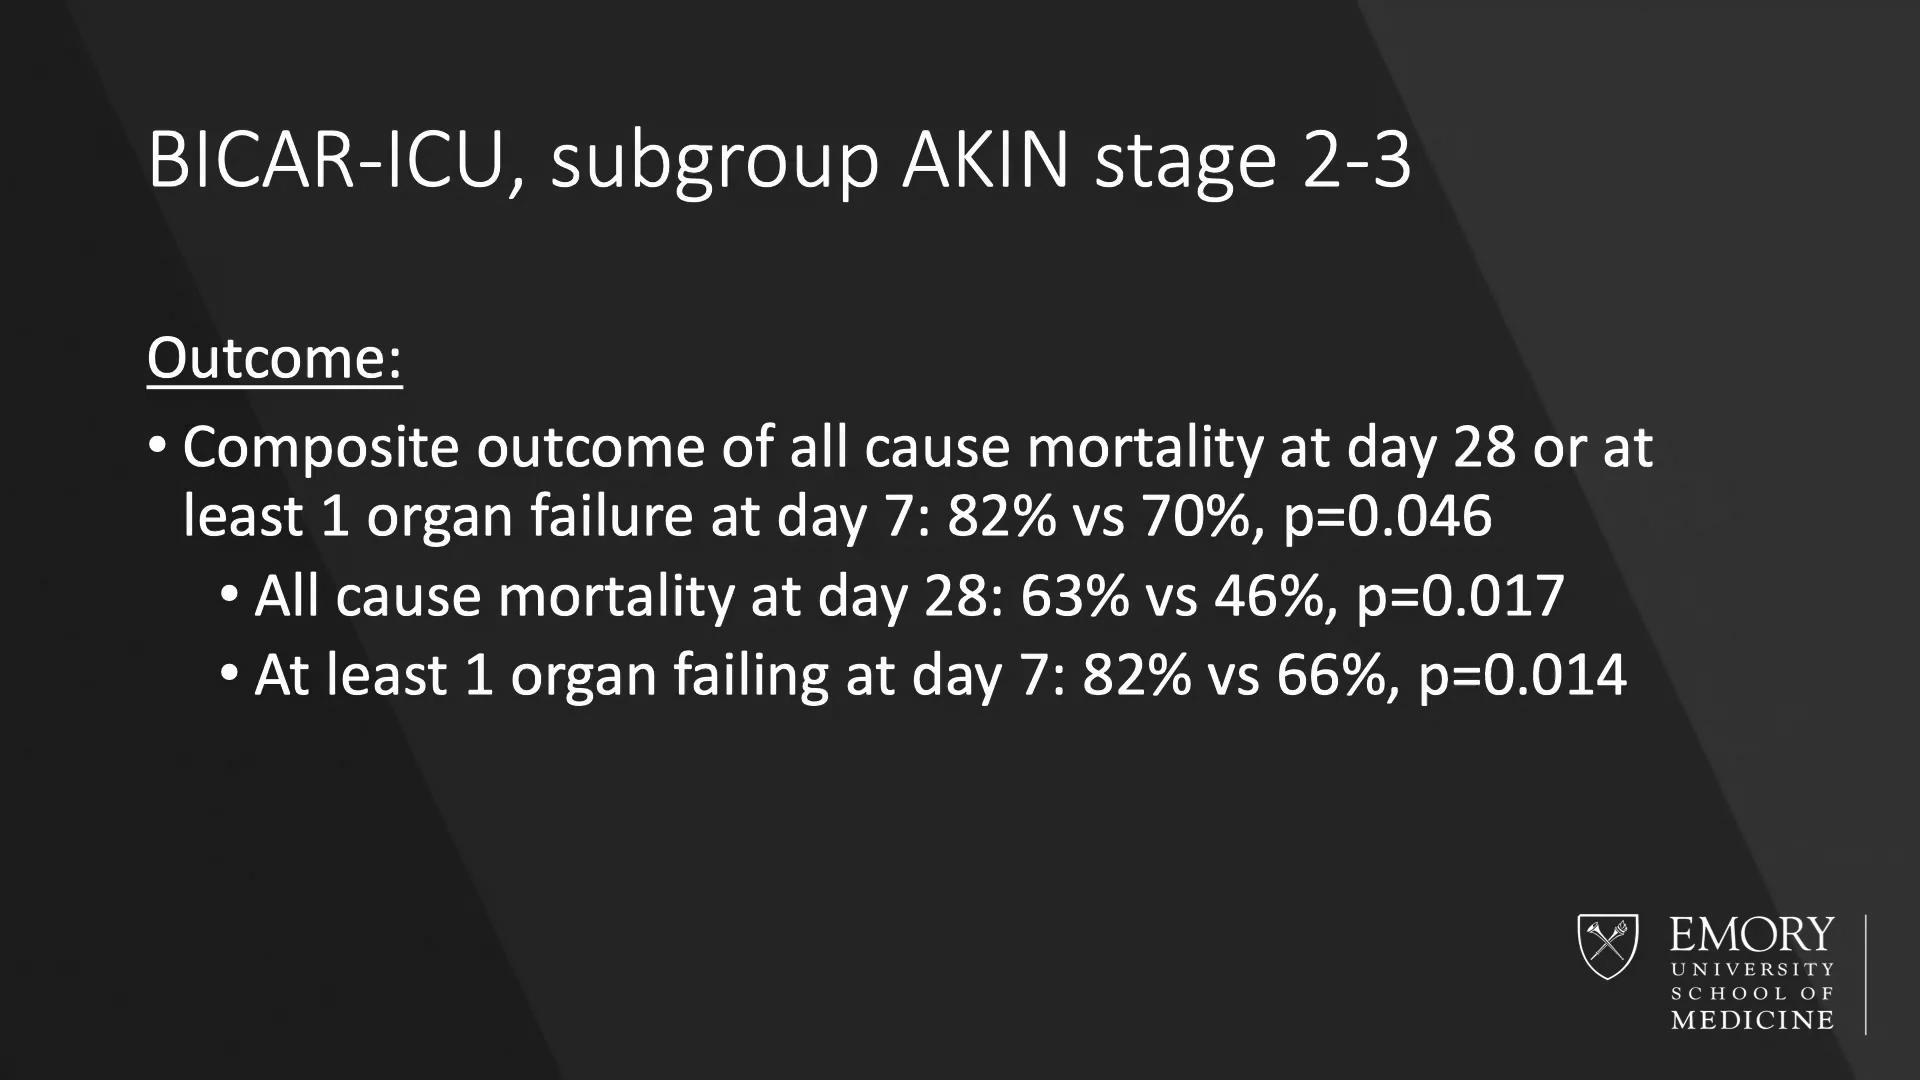 BICAR-ICU, subgroup AKIN stage 2-3
Outcome:
• Composite outcome of all cause mortality at day 28 or at
least 1 organ failure at day 7: 82% vs 70%, p=0.046
• All cause mortality at day 28: 63% vs 46%, p=0.017
• At least 1 organ failing at day 7: 82% vs 66%, p=0.014
EMORY
UNIVERSITY
SCHOOL OF
MEDICINE